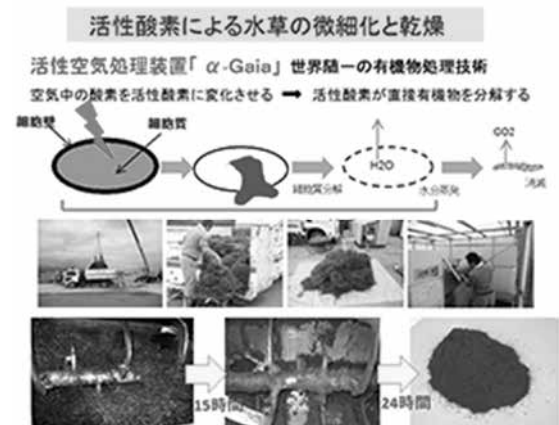 活性酸素による水草の微細化と乾燥
活性空気処理装置「α-Gaia」 世界随一の有機物処理技術
空気中の酸素を活性酸素に変化させる ➡ 活性酸素が直接有機物を分解する
細胞壁 細胞質
CO2
H2O
細胞質分解 水分蒸発 消滅
15時間 24時間